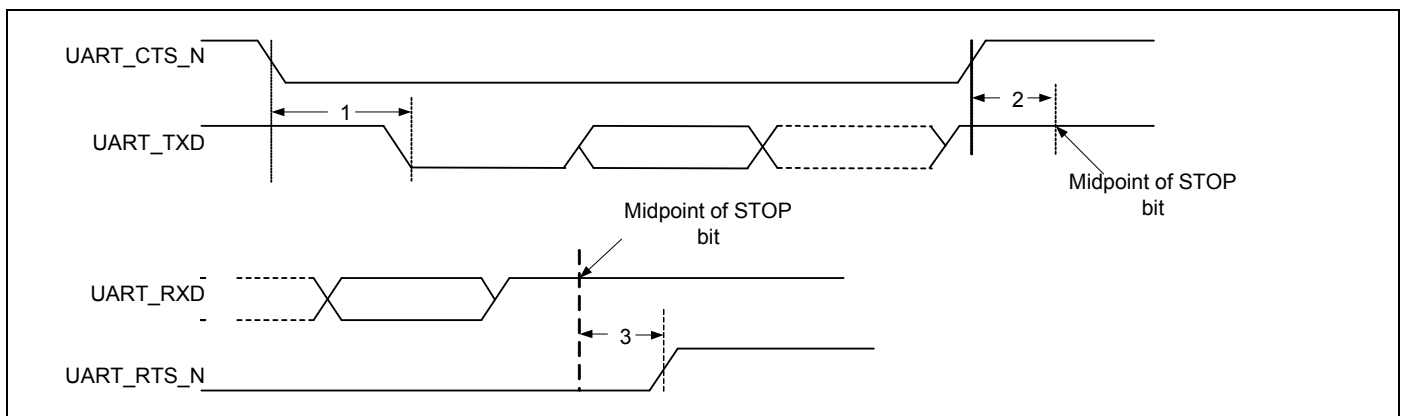 UART_CTS_N
1
2
UART_TXD
Midpoint of STOP
bit
Midpoint of STOP
bit
UART_RXD
3
UART_RTS_N